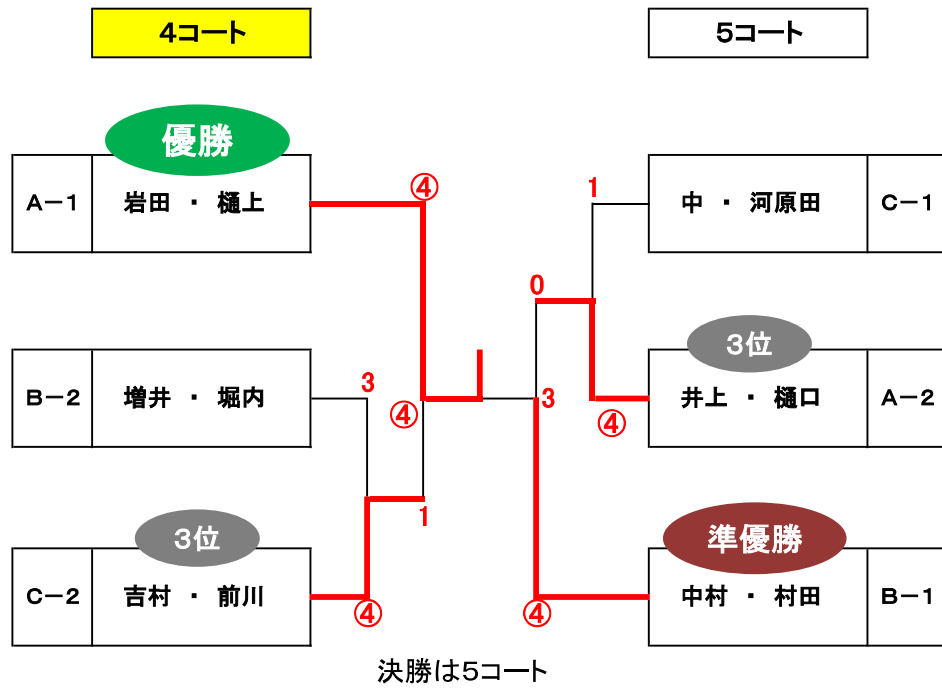 4コート
5コート
優勝
A-1
岩田 ・ 樋上
④
1
中 ・ 河原田
C-1
0
3位
B-2
増井 ・ 堀内
3
④
3
④
井上 ・ 樋口
A-2
3位
1
準優勝
C-2
吉村 ・ 前川
④
④
中村 ・ 村田
B-1
決勝は5コート